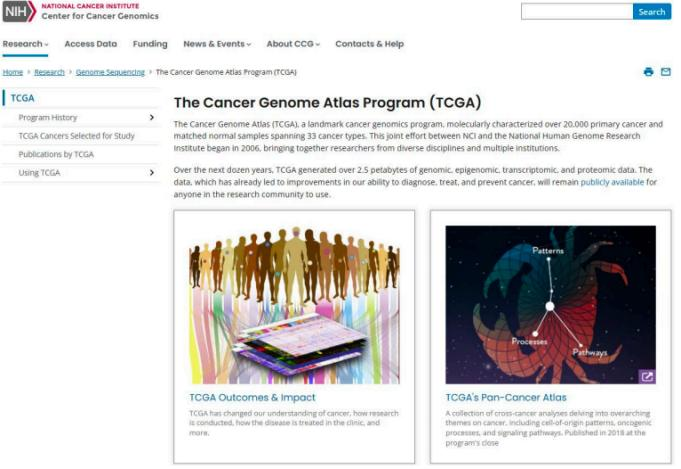 NIH NATIONAL CANCER INSTITUTE
Center for Cancer Genomics
Search
Research Access Data Funding News & Events About CCG Contacts & Help
Home > Research > Genome Sequencing > The Cancer Genome Atlas Program (TCGA)
TCGA
Program History
TCGA Cancers Selected for Study
Publications by TCGA
Using TCGA
The Cancer Genome Atlas Program (TCGA)
The Cancer Genome Atlas (TCGA), a landmark cancer genomics program, molecularly characterized over 20,000 primary cancer and
matched normal samples spanning 33 cancer types. This joint effort between NCI and the National Human Genome Research
Institute began in 2006, bringing together researchers from diverse disciplines and multiple institutions.
Over the next dozen years, TCGA generated over 2.5 petabytes of genomic, epigenomic, transcriptomic, and proteomic data. The
data, which has already led to improvements in our ability to diagnose, treat, and prevent cancer, will remain publicly available for
anyone in the research community to use.
TCGA Outcomes & Impact
TCGA has changed our understanding of cancer, how research
is conducted, how the disease is treated in the clinic, and
more.
Patterns
Processes
Pathways
TCGA's Pan-Cancer Atlas
A collection of cross-cancer analyses delving into overarching
themes on cancer, including cell-of-origin patterns, oncogenic
processes, and signaling pathways. Published in 2018 at the
program's close